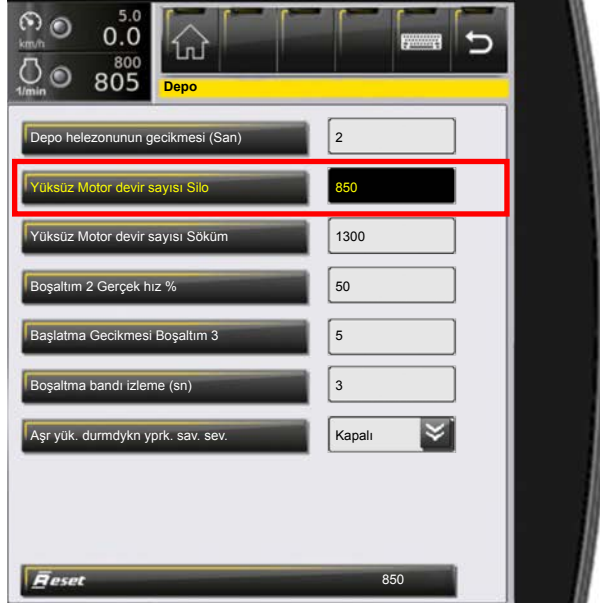 5.0
km/h 0.0
800
1/min 805
Depo
Depo helezonunun gecikmesi (San) 2
Yüksüz Motor devir sayısı Silo 850
Yüksüz Motor devir sayısı Söküm 1300
Boşaltım 2 Gerçek hız % 50
Başlatma Gecikmesi Boşaltım 3 5
Boşaltma bandı izleme (sn) 3
Aşr yük. durmdykn yprk. sav. sev. Kapalı
Reset 850